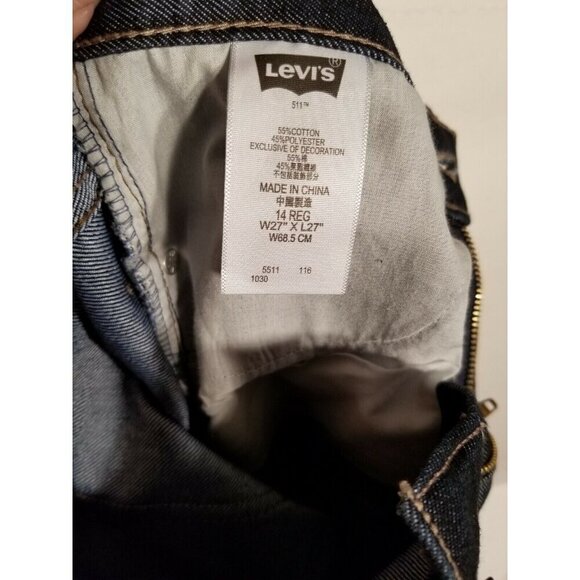 Levi's®
511™
55%COTTON
45%POLYESTER
EXCLUSIVE OF DECORATION
55%棉
45%聚酯纖維
不包括裝飾部分
MADE IN CHINA
中國製造
14 REG
W27" X L27"
W68.5 CM
5511 116
1030